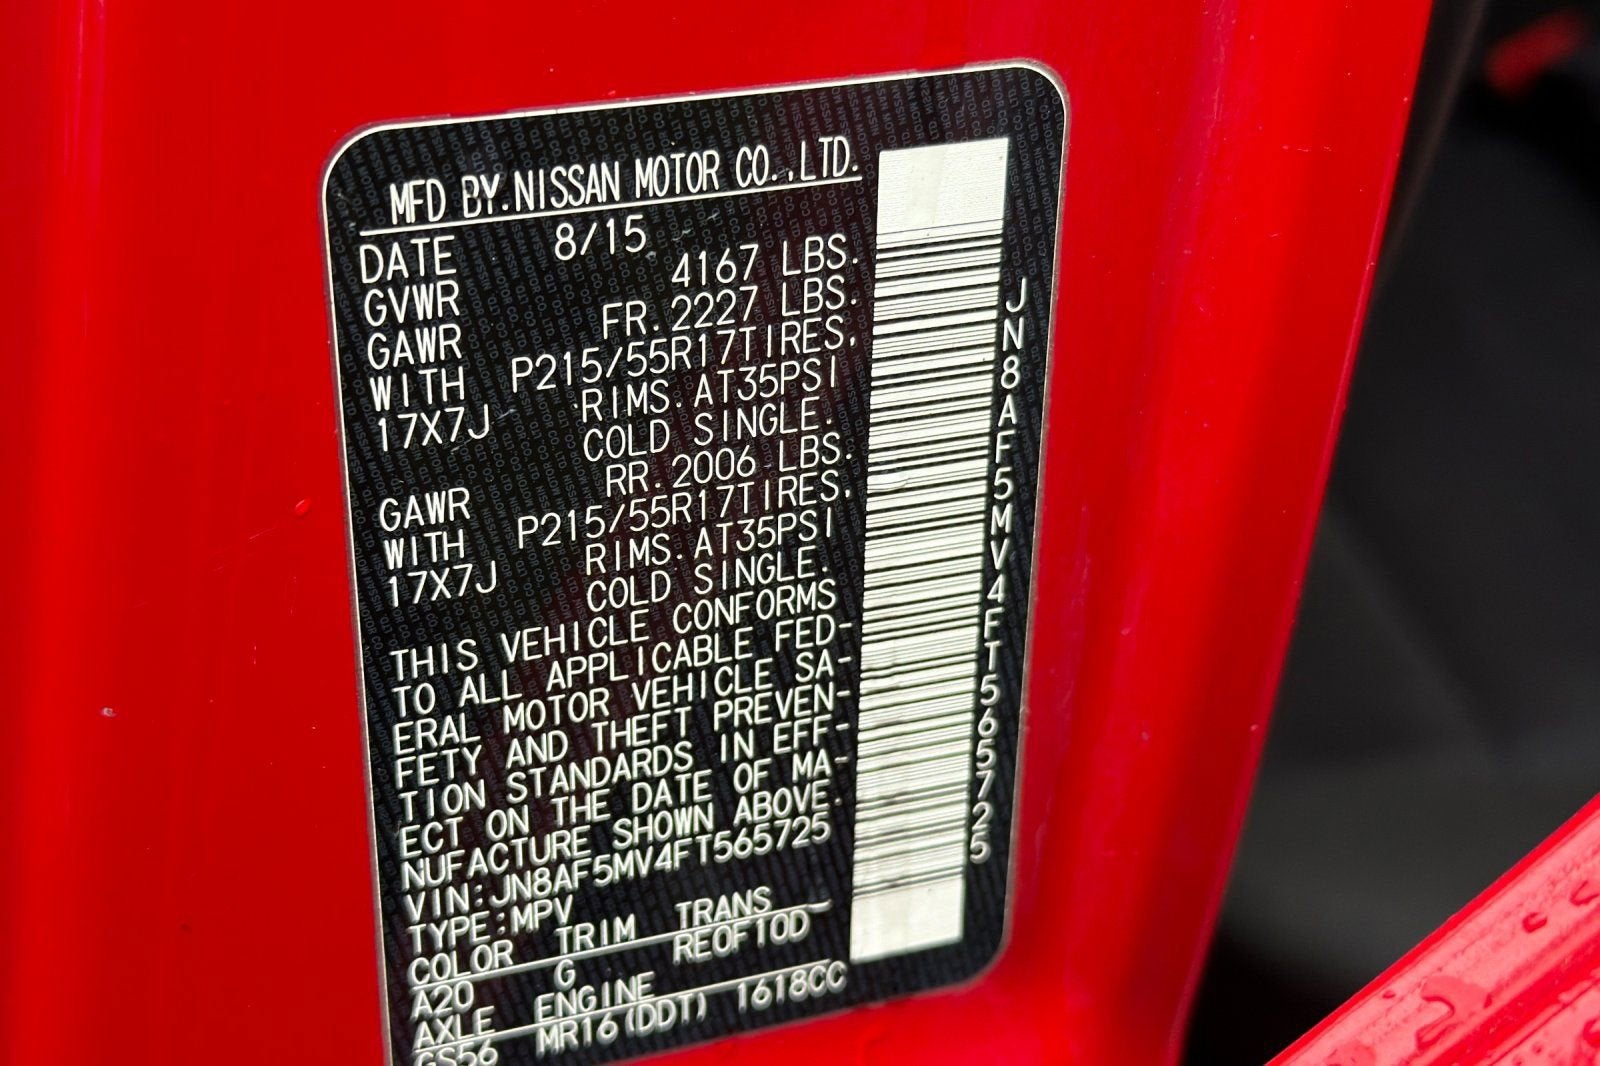 MFD BY.NISSAN MOTOR CO.,LTD.
DATE 8/15
GVWR 4167 LBS.
GAWR FR.2227 LBS.
WITH P215/55R17TIRES.
17X7J RIMS.AT35PSI
COLD SINGLE.
GAWR RR.2006 LBS.
WITH P215/55R17TIRES.
17X7J RIMS.AT35PSI
COLD SINGLE.
THIS VEHICLE CONFORMS
TO ALL APPLICABLE FED-
ERAL MOTOR VEHICLE SA-
FETY AND THEFT PREVEN-
TION STANDARDS IN EFF-
ECT ON THE DATE OF MA-
NUFACTURE SHOWN ABOVE.
VIN:JN8AF5MV4FT565725
TYPE:MPV
COLOR TRIM TRANS
A20 G RE0F10D
AXLE ENGINE
GS56 MR16(DDT) 1618CC
JN8AF5MV4FT565725